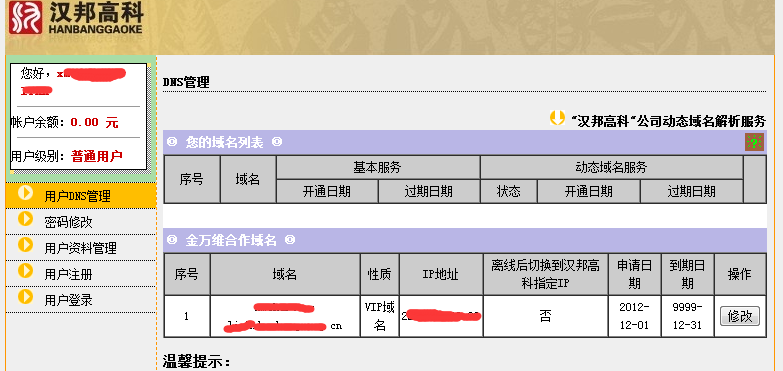 汉邦高科
HANBANGGAOKE
您好，
帐户余额：0.00 元
用户级别：普通用户
用户DNS管理
密码修改
用户资料管理
用户注册
用户登录
DNS管理
"汉邦高科"公司动态域名解析服务
您的域名列表
?
序号 域名 基本服务 动态域名服务
开通日期 过期日期 状态 开通日期 过期日期
金万维合作域名
序号 域名 性质 IP地址 离线后切换到汉邦高科指定IP 申请日期 到期日期 操作
1 .cn VIP域名 否 2012-12-01 9999-12-31 修改
温馨提示：